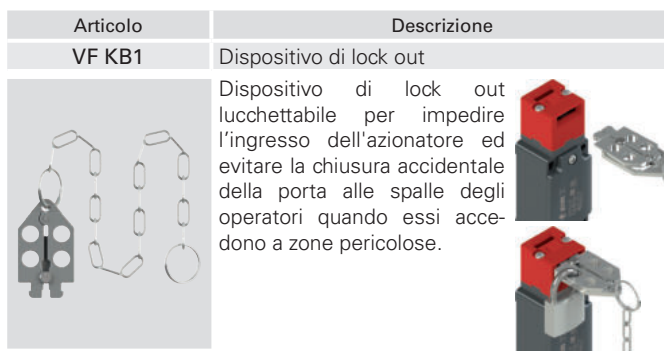 Articolo Descrizione
VF KB1 Dispositivo di lock out
Dispositivo di lock out
lucchettabile per impedire
l'ingresso dell'azionatore ed
evitare la chiusura accidentale
della porta alle spalle degli
operatori quando essi acce-
dono a zone pericolose.